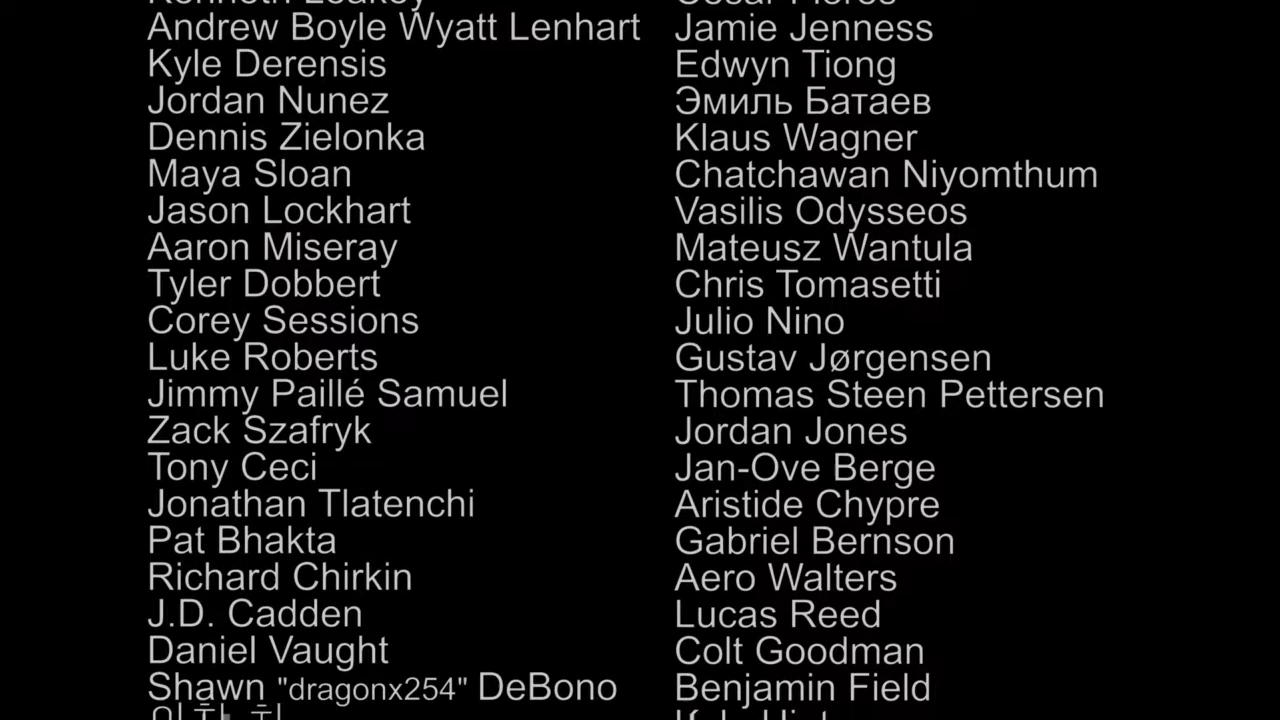 Andrew Boyle Wyatt Lenhart
Kyle Derensis
Jordan Nunez
Dennis Zielonka
Maya Sloan
Jason Lockhart
Aaron Miseray
Tyler Dobbert
Corey Sessions
Luke Roberts
Jimmy Paillé Samuel
Zack Szafryk
Tony Ceci
Jonathan Tlatenchi
Pat Bhakta
Richard Chirkin
J.D. Cadden
Daniel Vaught
Shawn "dragonx254" DeBono
Jamie Jenness
Edwyn Tiong
Эмиль Батаев
Klaus Wagner
Chatchawan Niyomthum
Vasilis Odysseos
Mateusz Wantula
Chris Tomasetti
Julio Nino
Gustav Jørgensen
Thomas Steen Pettersen
Jordan Jones
Jan-Ove Berge
Aristide Chypre
Gabriel Bernson
Aero Walters
Lucas Reed
Colt Goodman
Benjamin Field